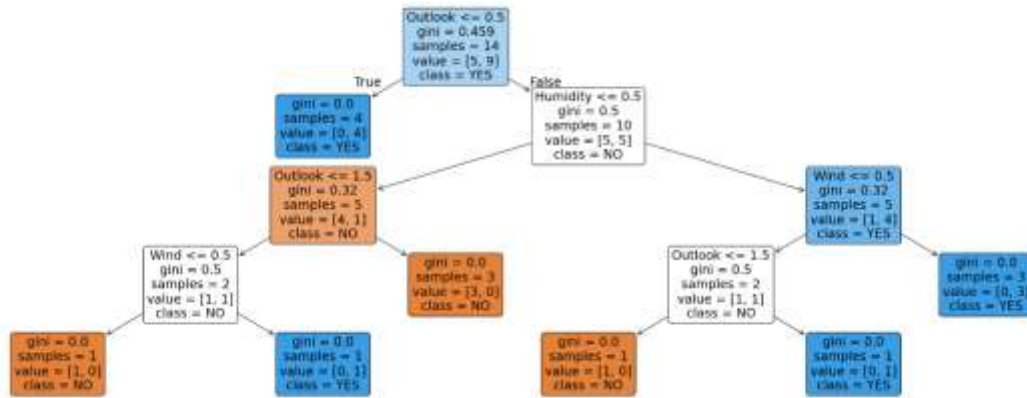 Outlook <= 0.5
gini = 0.459
samples = 14
value = [5, 9]
class = YES
True
False
gini = 0.0
samples = 4
value = [0, 4]
class = YES
Humidity <= 0.5
gini = 0.5
samples = 10
value = [5, 5]
class = NO
Outlook <= 1.5
gini = 0.32
samples = 5
value = [4, 1]
class = NO
Wind <= 0.5
gini = 0.32
samples = 5
value = [1, 4]
class = YES
Wind <= 0.5
gini = 0.5
samples = 2
value = [1, 1]
class = NO
gini = 0.0
samples = 3
value = [3, 0]
class = NO
Outlook <= 1.5
gini = 0.5
samples = 2
value = [1, 1]
class = NO
gini = 0.0
samples = 3
value = [0, 3]
class = YES
gini = 0.0
samples = 1
value = [1, 0]
class = NO
gini = 0.0
samples = 1
value = [0, 1]
class = YES
gini = 0.0
samples = 1
value = [1, 0]
class = NO
gini = 0.0
samples = 1
value = [0, 1]
class = YES